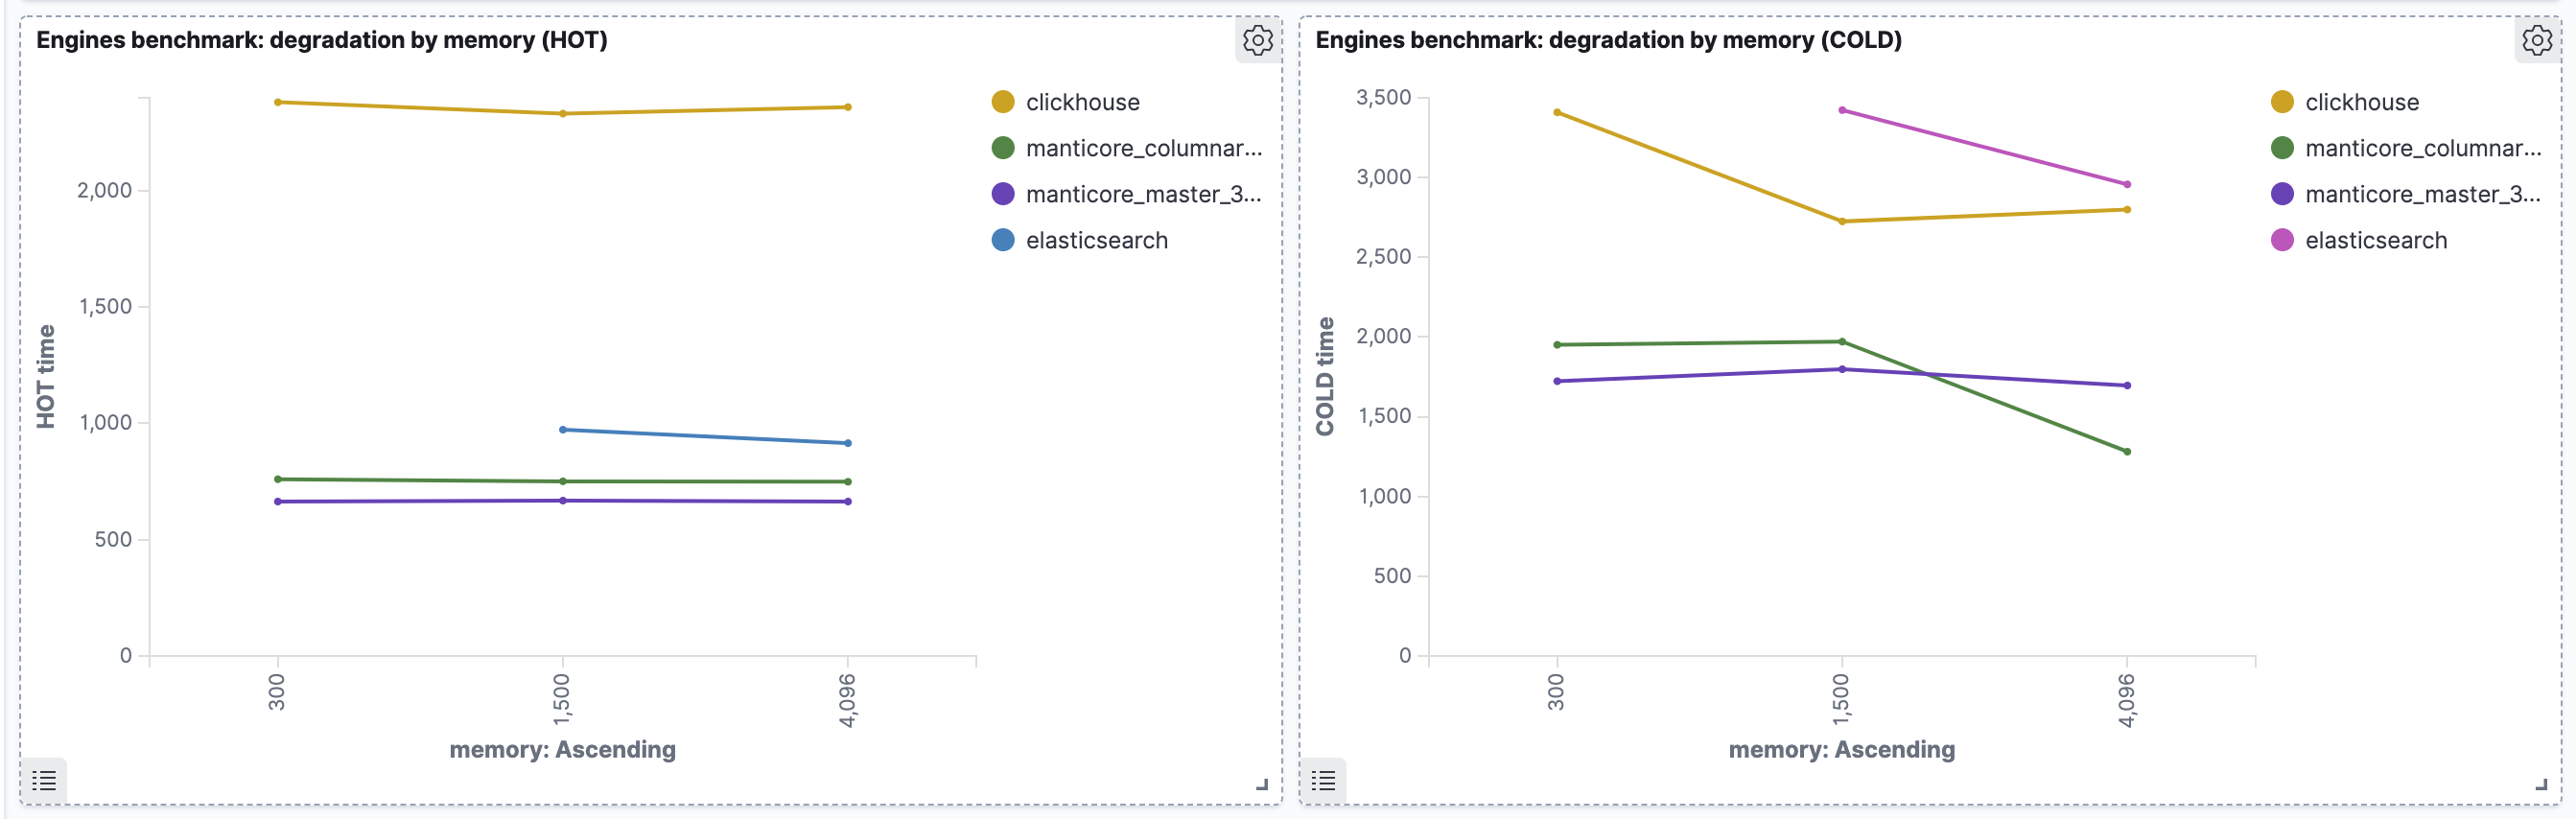 Engines benchmark: degradation by memory (HOT)
2,000
1,500
1,000
500
0
HOT time
300
1,500
4,096
memory: Ascending
clickhouse
manticore_columnar...
manticore_master_3...
elasticsearch
Engines benchmark: degradation by memory (COLD)
3,500
3,000
2,500
2,000
1,500
1,000
500
0
COLD time
300
1,500
4,096
memory: Ascending
clickhouse
manticore_columnar...
manticore_master_3...
elasticsearch